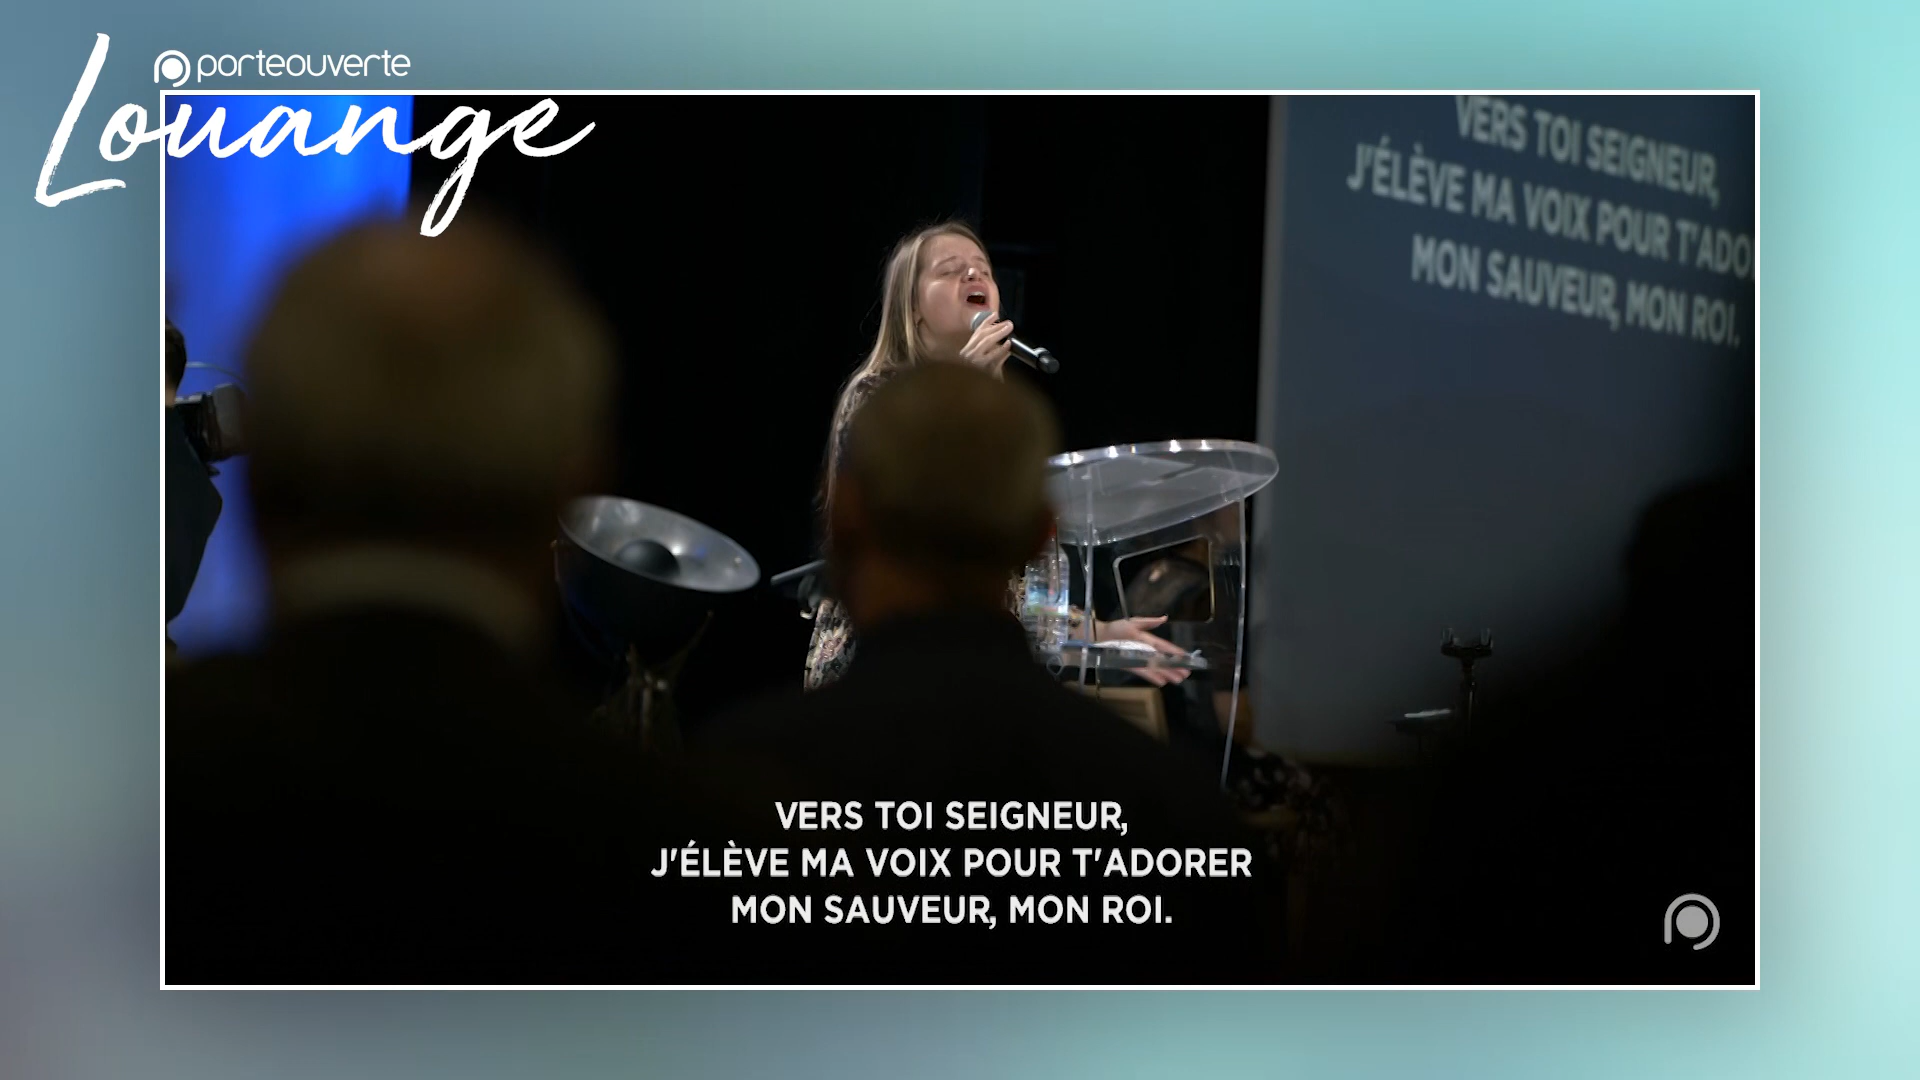 porteouverte
Louange
VERS TOI SEIGNEUR,
J'ÉLÈVE MA VOIX POUR T'ADO
MON SAUVEUR, MON ROI.
VERS TOI SEIGNEUR,
J'ÉLÈVE MA VOIX POUR T'ADORER
MON SAUVEUR, MON ROI.